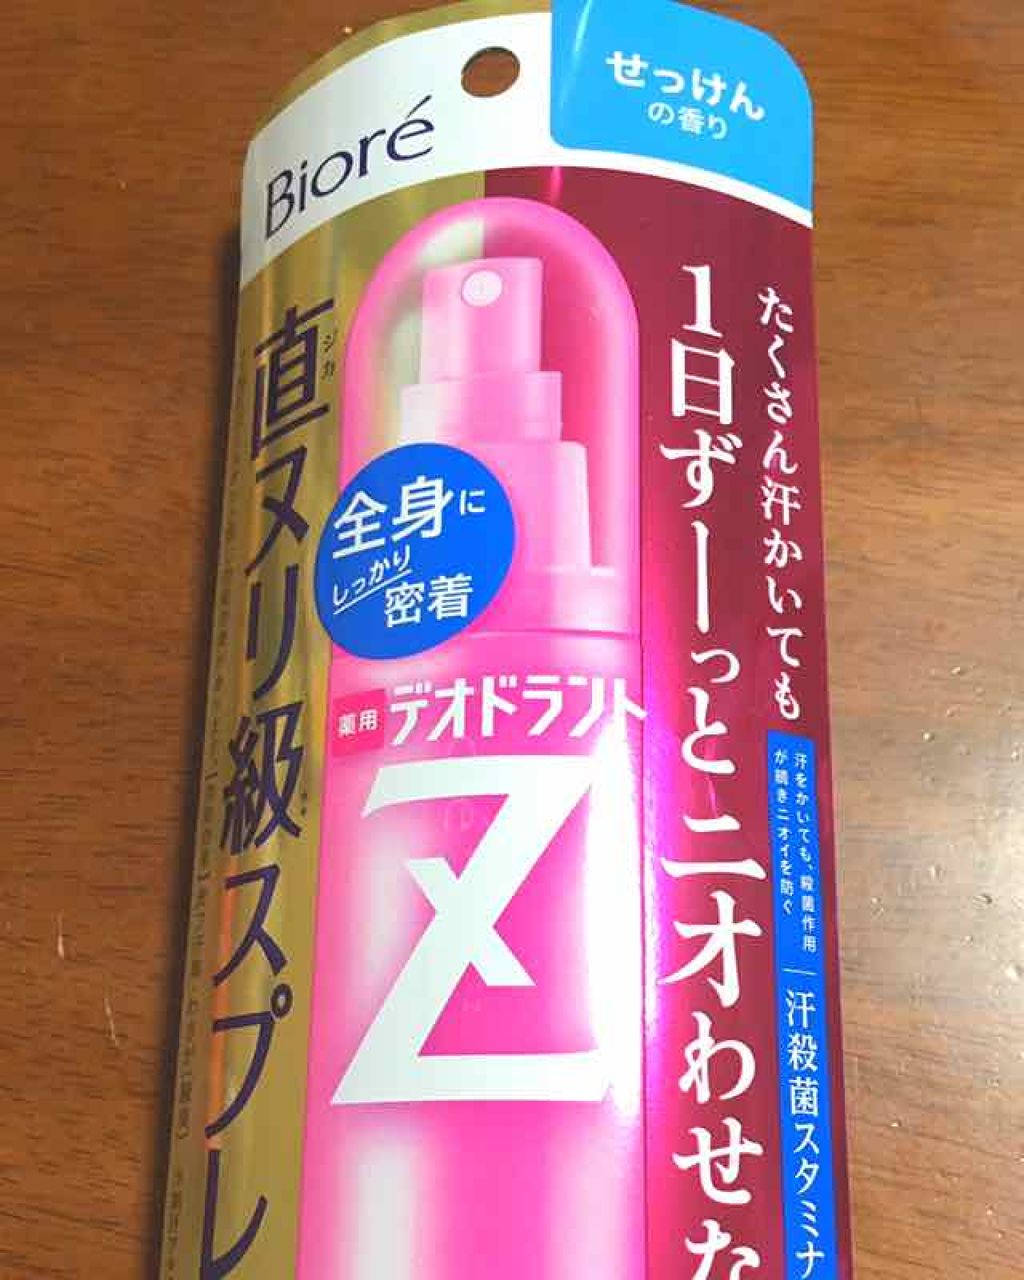 Bioré
せっけん
の香り
たくさん汗かいても
1日ずーっとニオわせな
汗をかいても、殺菌作用
が続きニオイを防ぐ
汗殺菌スタミナ
ジカ
直ヌリ級スプレ
全身に
しっかり
密着
薬用
デオドラント
Z